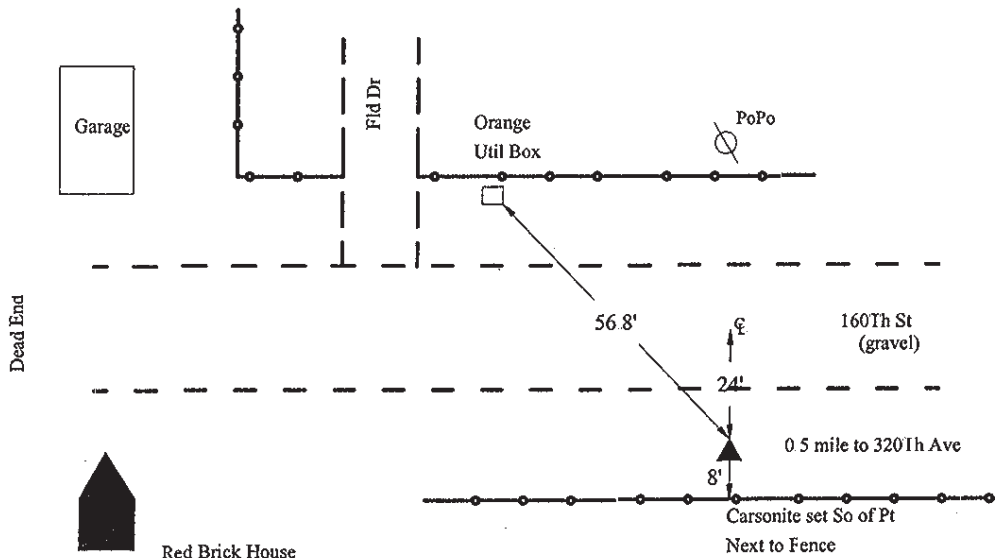 Garage
Fld Dr
Orange
Util Box
PoPo
Dead End
56.8'
℄
24'
160Th St
(gravel)
0.5 mile to 320Th Ave
8'
Carsonite set So of Pt
Next to Fence
Red Brick House